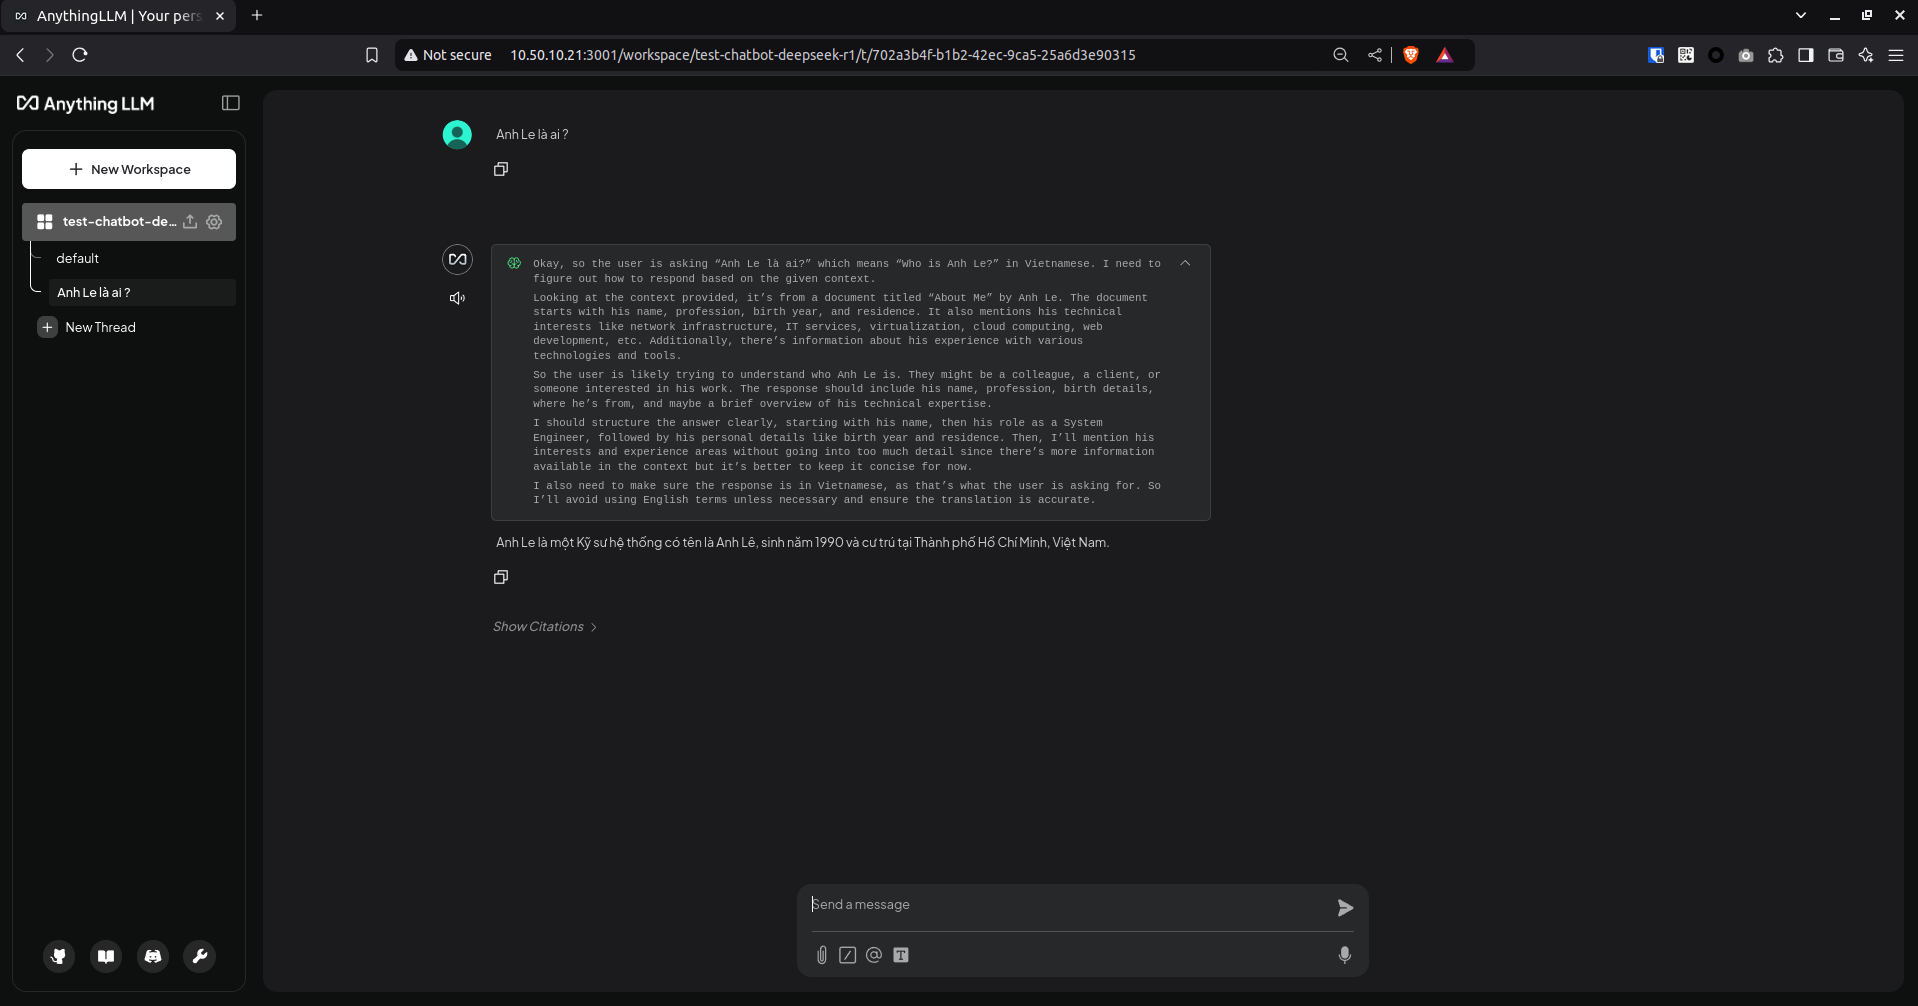 AnythingLLM | Your pers
Not secure 10.50.10.21:3001/workspace/test-chatbot-deepseek-r1/t/702a3b4f-b1b2-42ec-9ca5-25a6d3e90315
Anything LLM
New Workspace
test-chatbot-de...
default
Anh Le là ai ?
New Thread
Anh Le là ai ?
Okay, so the user is asking “Anh Le là ai?” which means “Who is Anh Le?” in Vietnamese. I need to
figure out how to respond based on the given context.
Looking at the context provided, it’s from a document titled “About Me” by Anh Le. The document
starts with his name, profession, birth year, and residence. It also mentions his technical
interests like network infrastructure, IT services, virtualization, cloud computing, web
development, etc. Additionally, there’s information about his experience with various
technologies and tools.
So the user is likely trying to understand who Anh Le is. They might be a colleague, a client, or
someone interested in his work. The response should include his name, profession, birth details,
where he’s from, and maybe a brief overview of his technical expertise.
I should structure the answer clearly, starting with his name, then his role as a System
Engineer, followed by his personal details like birth year and residence. Then, I’ll mention his
interests and experience areas without going into too much detail since there’s more information
available in the context but it’s better to keep it concise for now.
I also need to make sure the response is in Vietnamese, as that’s what the user is asking for. So
I’ll avoid using English terms unless necessary and ensure the translation is accurate.
Anh Le là một Kỹ sư hệ thống có tên là Anh Lê, sinh năm 1990 và cư trú tại Thành phố Hồ Chí Minh, Việt Nam.
Show Citations
Send a message